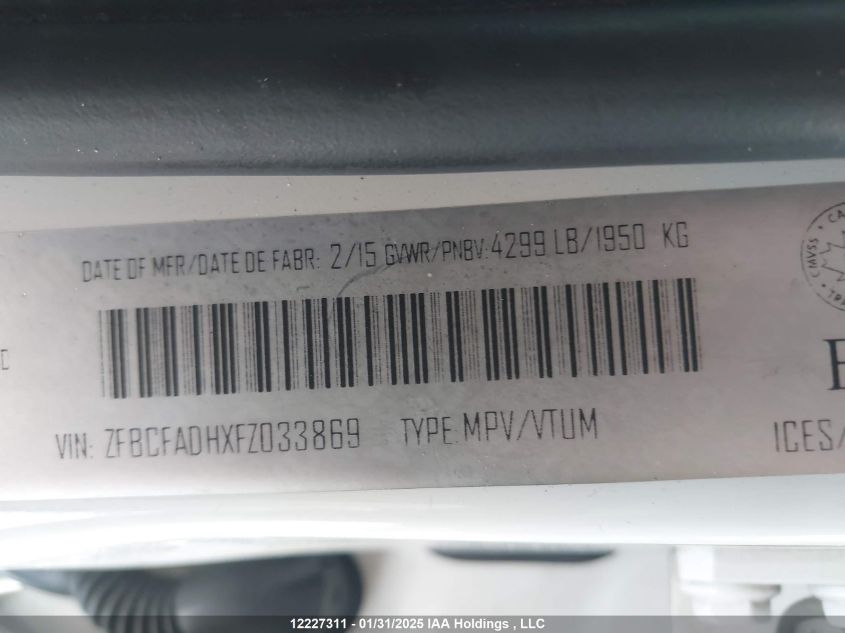 DATE OF MFR/DATE DE FABR: 2/15 GVWR/PNBV: 4299 LB/1950 KG
C
CMVSS
VIN: ZFBCFADHXFZ033869 TYPE: MPV/VTUM
ICES/
12227311 - 01/31/2025 IAA Holdings , LLC